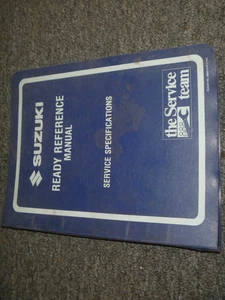 SUZUKI
READY REFERENCE
MANUAL
SERVICE SPECIFICATIONS
the Service
team